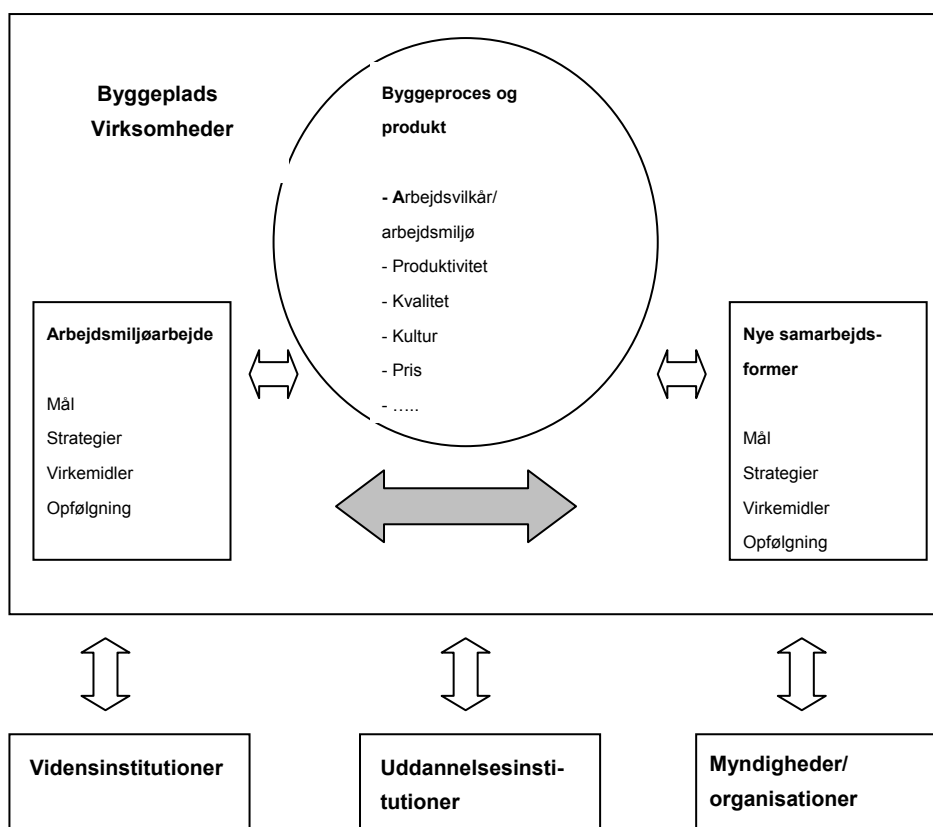 Byggeplads
Virksomheder
Byggeproces og
produkt
- Arbejdsvilkår/
arbejdsmiljø
- Produktivitet
- Kvalitet
- Kultur
- Pris
- …..
Arbejdsmiljøarbejde
Mål
Strategier
Virkemidler
Opfølgning
Nye samarbejds-
former
Mål
Strategier
Virkemidler
Opfølgning
Vidensinstitutioner
Uddannelsesinsti-
tutioner
Myndigheder/
organisationer